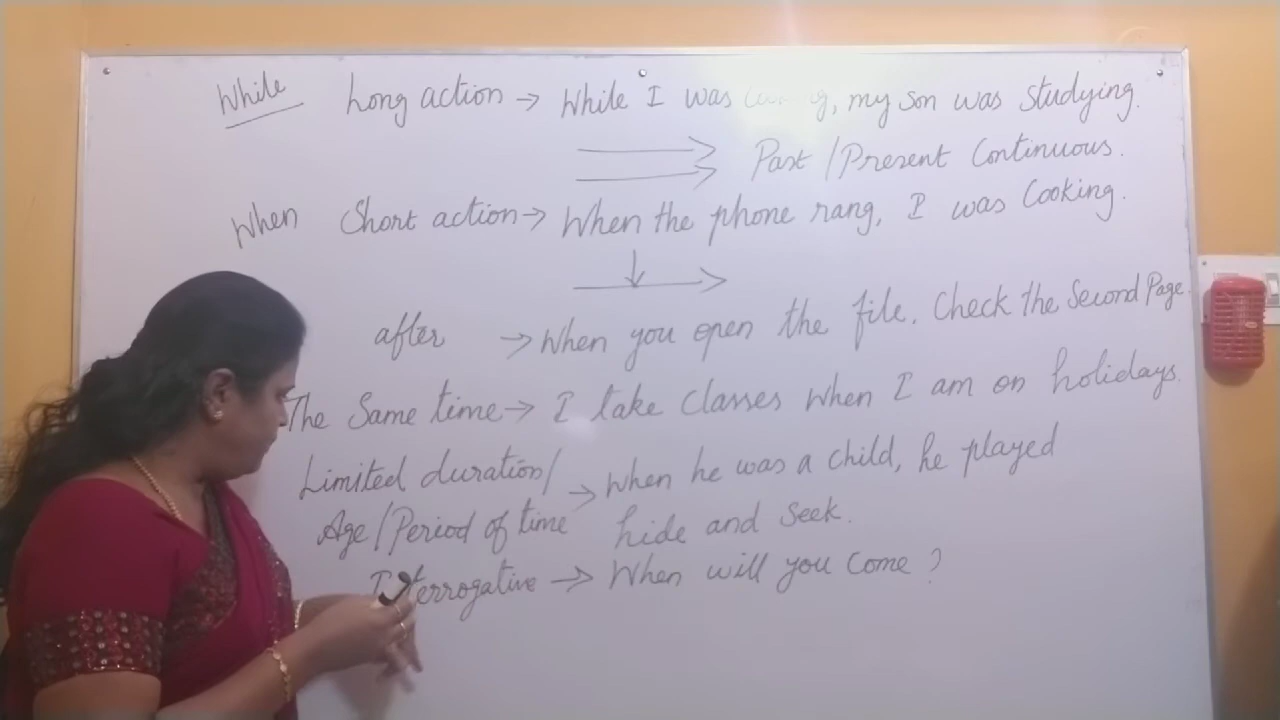 While Long action → While I was , my son was studying.
Past / Present Continuous.
When Short action → When the phone rang, I was Cooking.
after → When you open the file. Check the Second Page.
The Same time → I take classes when I am on holidays.
Limited duration/ → When he was a child, he played
Age / Period of time hide and seek.
Interrogative → When will you come ?